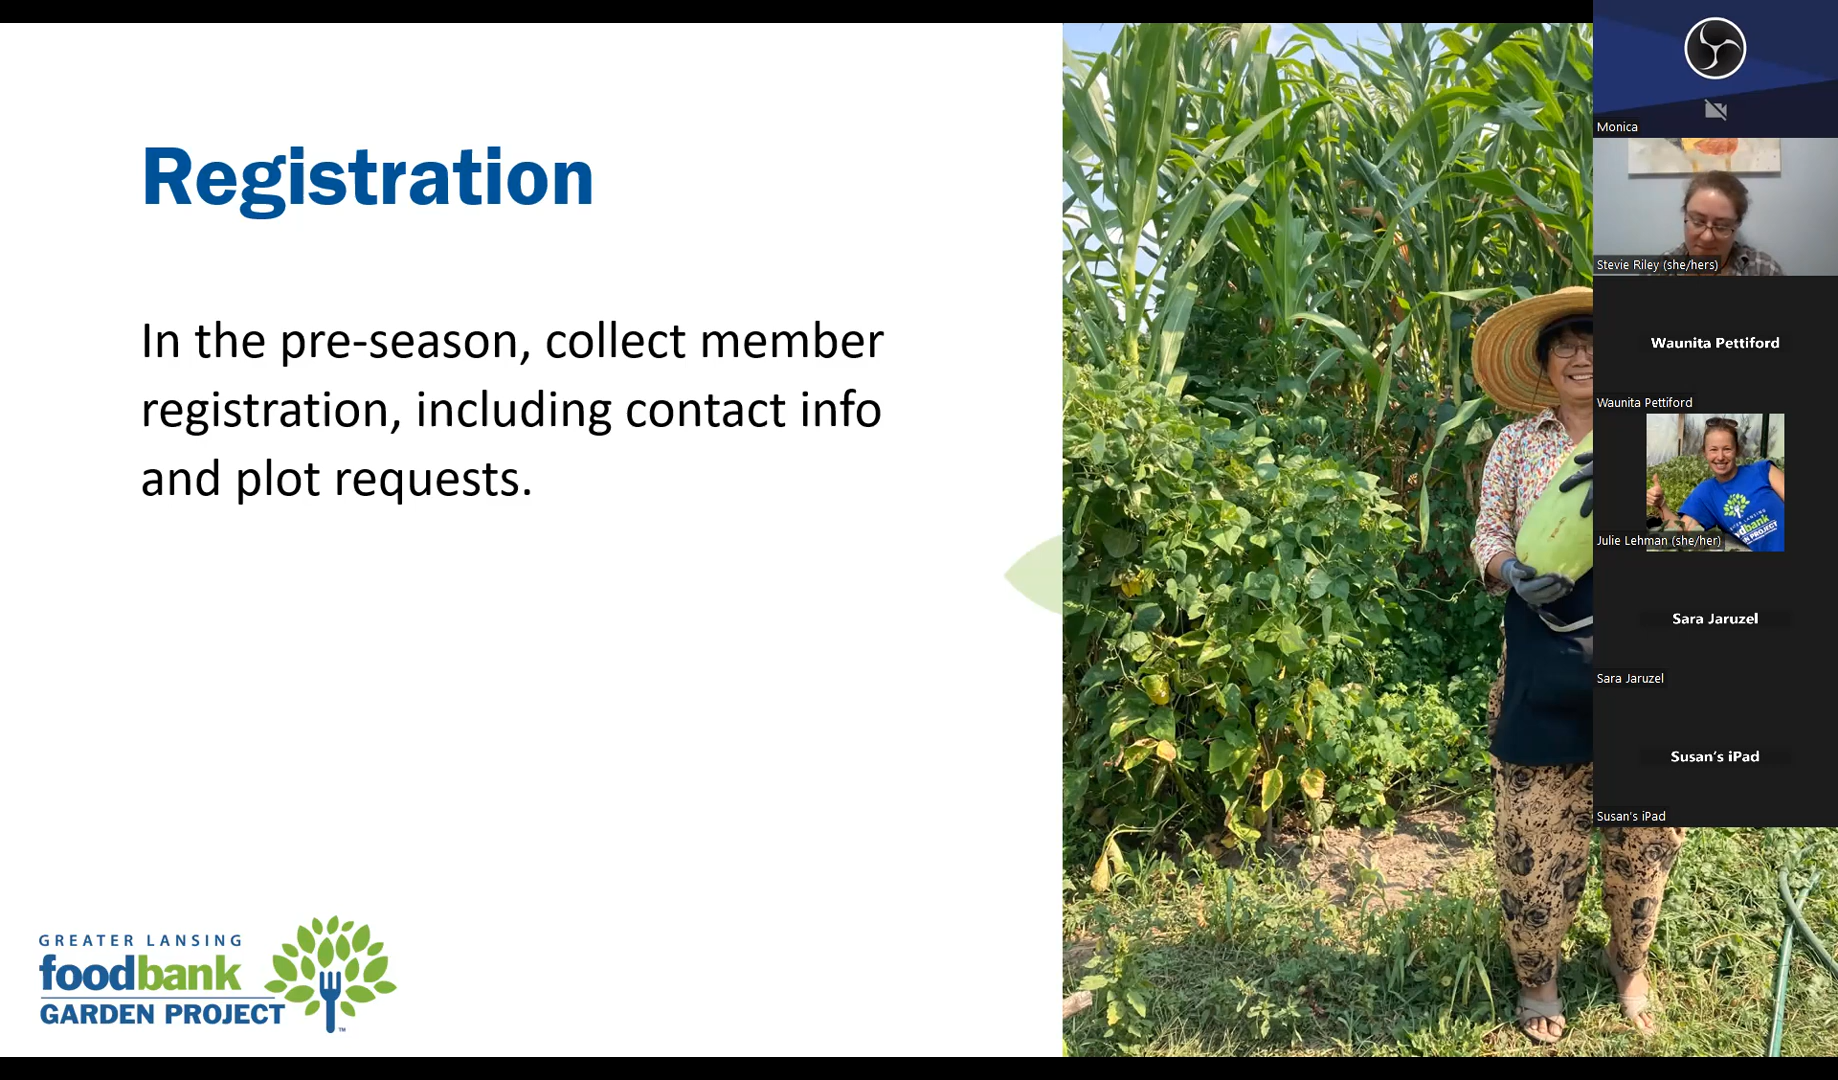 Registration
In the pre-season, collect member
registration, including contact info
and plot requests.
GREATER LANSING
foodbank
GARDEN PROJECT
™
Monica
Stevie Riley (she/hers)
Waunita Pettiford
Waunita Pettiford
Julie Lehman (she/her)
Sara Jaruzel
Sara Jaruzel
Susan's iPad
Susan's iPad